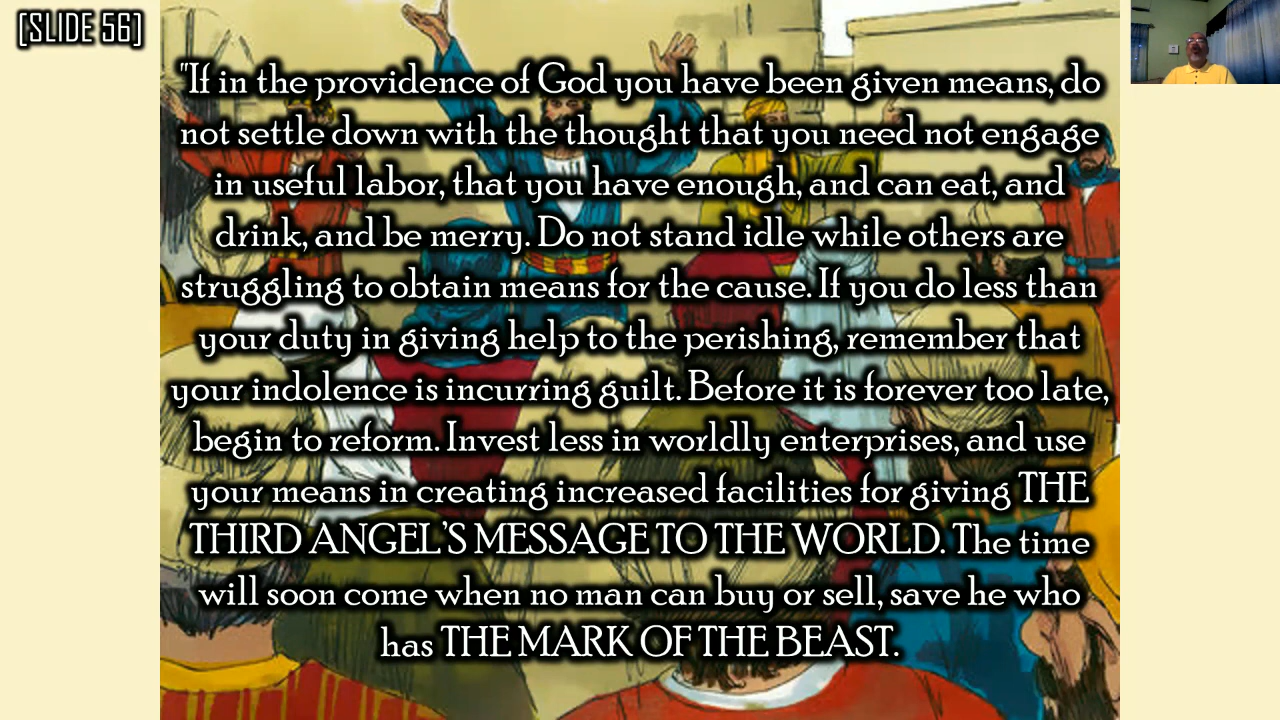 [SLIDE 56]
"If in the providence of God you have been given means, do
not settle down with the thought that you need not engage
in useful labor, that you have enough, and can eat, and
drink, and be merry. Do not stand idle while others are
struggling to obtain means for the cause. If you do less than
your duty in giving help to the perishing, remember that
your indolence is incurring guilt. Before it is forever too late,
begin to reform. Invest less in worldly enterprises, and use
your means in creating increased facilities for giving THE
THIRD ANGEL'S MESSAGE TO THE WORLD. The time
will soon come when no man can buy or sell, save he who
has THE MARK OF THE BEAST.